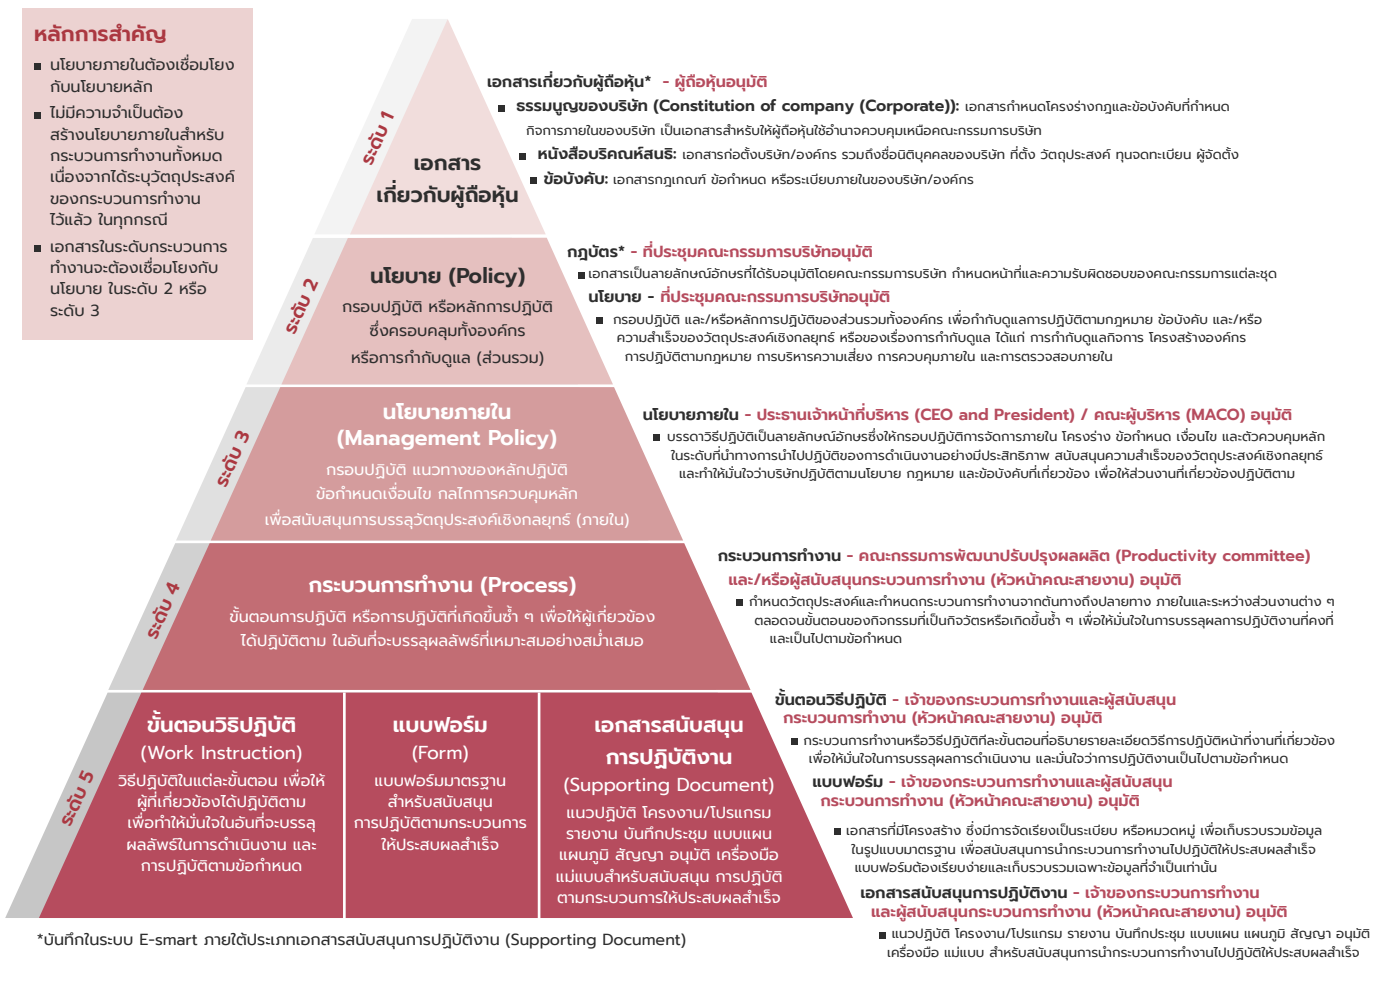 หลักการสำคัญ
นโยบายภายในต้องเชื่อมโยง
กับนโยบายหลัก
ไม่มีความจำเป็นต้อง
สร้างนโยบายภายในสำหรับ
กระบวนการทำงานทั้งหมด
เนื่องจากได้ระบุวัตถุประสงค์
ของกระบวนการทำงาน
ไว้แล้ว ในทุกกรณี
เอกสารในระดับกระบวนการ
ทำงานจะต้องเชื่อมโยงกับ
นโยบาย ในระดับ 2 หรือ
ระดับ 3
ระดับ 1
เอกสาร
เกี่ยวกับผู้ถือหุ้น
เอกสารเกี่ยวกับผู้ถือหุ้น* - ผู้ถือหุ้นอนุมัติ
ธรรมนูญของบริษัท (Constitution of company (Corporate)): เอกสารกำหนดโครงร่างกฎและข้อบังคับที่กำหนด
กิจการภายในของบริษัท เป็นเอกสารสำหรับให้ผู้ถือหุ้นใช้อำนาจควบคุมเหนือคณะกรรมการบริษัท
หนังสือบริคณห์สนธิ: เอกสารก่อตั้งบริษัท/องค์กร รวมถึงชื่อนิติบุคคลของบริษัท ที่ตั้ง วัตถุประสงค์ ทุนจดทะเบียน ผู้จัดตั้ง
ข้อบังคับ: เอกสารกฎเกณฑ์ ข้อกำหนด หรือระเบียบภายในของบริษัท/องค์กร
ระดับ 2
นโยบาย (Policy)
กรอบปฏิบัติ หรือหลักการปฏิบัติ
ซึ่งครอบคลุมทั้งองค์กร
หรือการกำกับดูแล (ส่วนรวม)
กฎบัตร* - ที่ประชุมคณะกรรมการบริษัทอนุมัติ
เอกสารเป็นลายลักษณ์อักษรที่ได้รับอนุมัติโดยคณะกรรมการบริษัท กำหนดหน้าที่และความรับผิดชอบของคณะกรรมการแต่ละชุด
นโยบาย - ที่ประชุมคณะกรรมการบริษัทอนุมัติ
กรอบปฏิบัติ และ/หรือหลักการปฏิบัติของส่วนรวมทั้งองค์กร เพื่อกำกับดูแลการปฏิบัติตามกฎหมาย ข้อบังคับ และ/หรือ
ความสำเร็จของวัตถุประสงค์เชิงกลยุทธ์ หรือของเรื่องการกำกับดูแล ได้แก่ การกำกับดูแลกิจการ โครงสร้างองค์กร
การปฏิบัติตามกฎหมาย การบริหารความเสี่ยง การควบคุมภายใน และการตรวจสอบภายใน
ระดับ 3
นโยบายภายใน
(Management Policy)
กรอบปฏิบัติ แนวทางของหลักปฏิบัติ
ข้อกำหนดเงื่อนไข กลไกการควบคุมหลัก
เพื่อสนับสนุนการบรรลุวัตถุประสงค์เชิงกลยุทธ์ (ภายใน)
นโยบายภายใน - ประธานเจ้าหน้าที่บริหาร (CEO and President) / คณะผู้บริหาร (MACO) อนุมัติ
บรรดาวิธีปฏิบัติเป็นลายลักษณ์อักษรซึ่งให้กรอบปฏิบัติการจัดการภายใน โครงร่าง ข้อกำหนด เงื่อนไข และตัวควบคุมหลัก
ในระดับที่นำทางการนำไปปฏิบัติของการดำเนินงานอย่างมีประสิทธิภาพ สนับสนุนความสำเร็จของวัตถุประสงค์เชิงกลยุทธ์
และทำให้มั่นใจว่าบริษัทปฏิบัติตามนโยบาย กฎหมาย และข้อบังคับที่เกี่ยวข้อง เพื่อให้ส่วนงานที่เกี่ยวข้องปฏิบัติตาม
ระดับ 4
กระบวนการทำงาน (Process)
ขั้นตอนการปฏิบัติ หรือการปฏิบัติที่เกิดขึ้นซ้ำ ๆ เพื่อให้ผู้เกี่ยวข้อง
ได้ปฏิบัติตาม ในอันที่จะบรรลุผลลัพธ์ที่เหมาะสมอย่างสม่ำเสมอ
กระบวนการทำงาน - คณะกรรมการพัฒนาปรับปรุงผลผลิต (Productivity committee)
และ/หรือผู้สนับสนุนกระบวนการทำงาน (หัวหน้าคณะสายงาน) อนุมัติ
กำหนดวัตถุประสงค์และกำหนดกระบวนการทำงานจากต้นทางถึงปลายทาง ภายในและระหว่างส่วนงานต่าง ๆ
ตลอดจนขั้นตอนของกิจกรรมที่เป็นกิจวัตรหรือเกิดขึ้นซ้ำ ๆ เพื่อให้มั่นใจในการบรรลุผลการปฏิบัติงานที่คงที่
และเป็นไปตามข้อกำหนด
ระดับ 5
ขั้นตอนวิธิปฏิบัติ
(Work Instruction)
วิธีปฏิบัติในแต่ละขั้นตอน เพื่อให้
ผู้ที่เกี่ยวข้องได้ปฏิบัติตาม
เพื่อทำให้มั่นใจในอันที่จะบรรลุ
ผลลัพธ์ในการดำเนินงาน และ
การปฏิบัติตามข้อกำหนด
แบบฟอร์ม
(Form)
แบบฟอร์มมาตรฐาน
สำหรับสนับสนุน
การปฏิบัติตามกระบวนการ
ให้ประสบผลสำเร็จ
เอกสารสนับสนุน
การปฏิบัติงาน
(Supporting Document)
แนวปฏิบัติ โครงงาน/โปรแกรม
รายงาน บันทึกประชุม แบบแผน
แผนภูมิ สัญญา อนุมัติ เครื่องมือ
แม่แบบสำหรับสนับสนุน การปฏิบัติ
ตามกระบวนการให้ประสบผลสำเร็จ
ขั้นตอนวิธีปฏิบัติ - เจ้าของกระบวนการทำงานและผู้สนับสนุน
กระบวนการทำงาน (หัวหน้าคณะสายงาน) อนุมัติ
กระบวนการทำงานหรือวิธีปฏิบัติทีละขั้นตอนที่อธิบายรายละเอียดวิธีการปฏิบัติหน้าที่งานที่เกี่ยวข้อง
เพื่อให้มั่นใจในการบรรลุผลการดำเนินงาน และมั่นใจว่าการปฏิบัติงานเป็นไปตามข้อกำหนด
แบบฟอร์ม - เจ้าของกระบวนการทำงานและผู้สนับสนุน
กระบวนการทำงาน (หัวหน้าคณะสายงาน) อนุมัติ
เอกสารที่มีโครงสร้าง ซึ่งมีการจัดเรียงเป็นระเบียบ หรือหมวดหมู่ เพื่อเก็บรวบรวมข้อมูล
ในรูปแบบมาตรฐาน เพื่อสนับสนุนการนำกระบวนการทำงานไปปฏิบัติให้ประสบผลสำเร็จ
แบบฟอร์มต้องเรียบง่ายและเก็บรวบรวมเฉพาะข้อมูลที่จำเป็นเท่านั้น
เอกสารสนับสนุนการปฏิบัติงาน - เจ้าของกระบวนการทำงาน
และผู้สนับสนุนกระบวนการทำงาน (หัวหน้าคณะสายงาน) อนุมัติ
แนวปฏิบัติ โครงงาน/โปรแกรม รายงาน บันทึกประชุม แบบแผน แผนภูมิ สัญญา อนุมัติ
เครื่องมือ แม่แบบ สำหรับสนับสนุนการนำกระบวนการทำงานไปปฏิบัติให้ประสบผลสำเร็จ
*บันทึกในระบบ E-smart ภายใต้ประเภทเอกสารสนับสนุนการปฏิบัติงาน (Supporting Document)